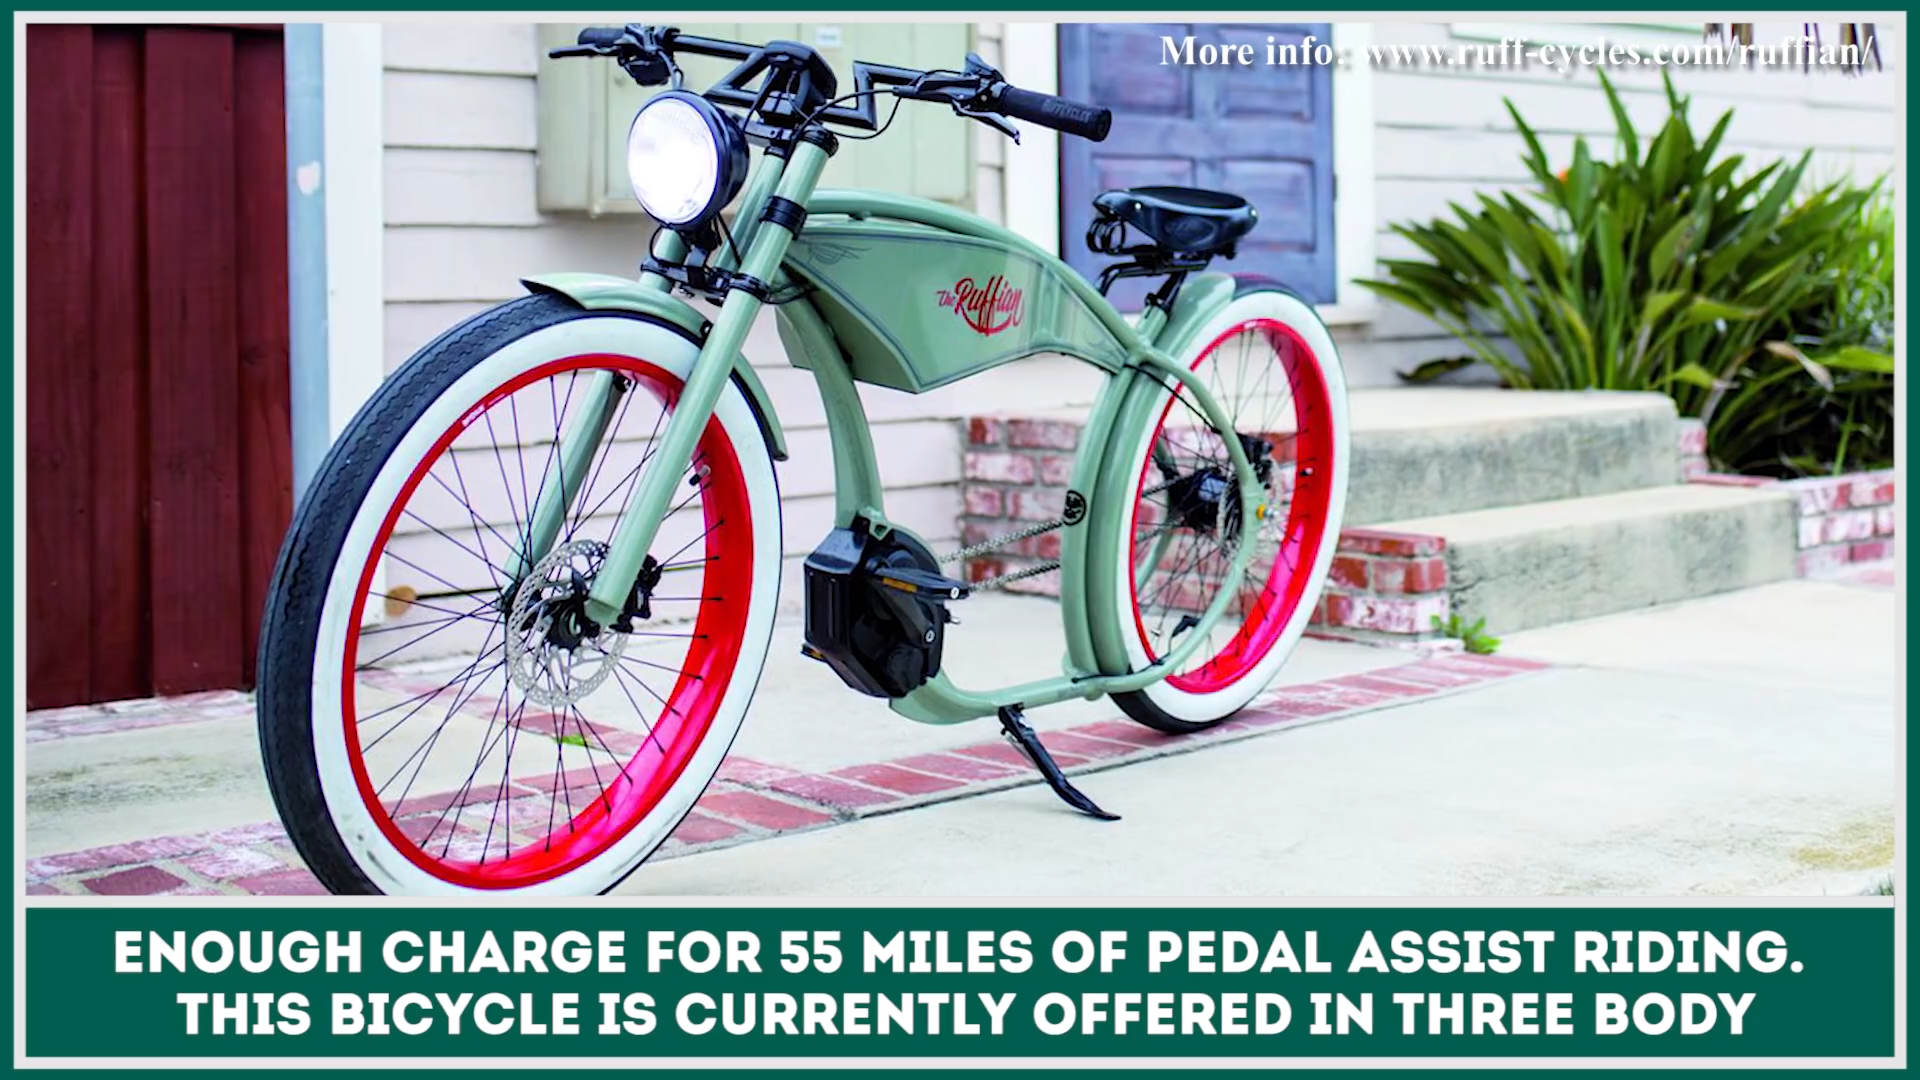 More info: www.ruff-cycles.com/ruffian/
the Ruffian
ENOUGH CHARGE FOR 55 MILES OF PEDAL ASSIST RIDING.
THIS BICYCLE IS CURRENTLY OFFERED IN THREE BODY